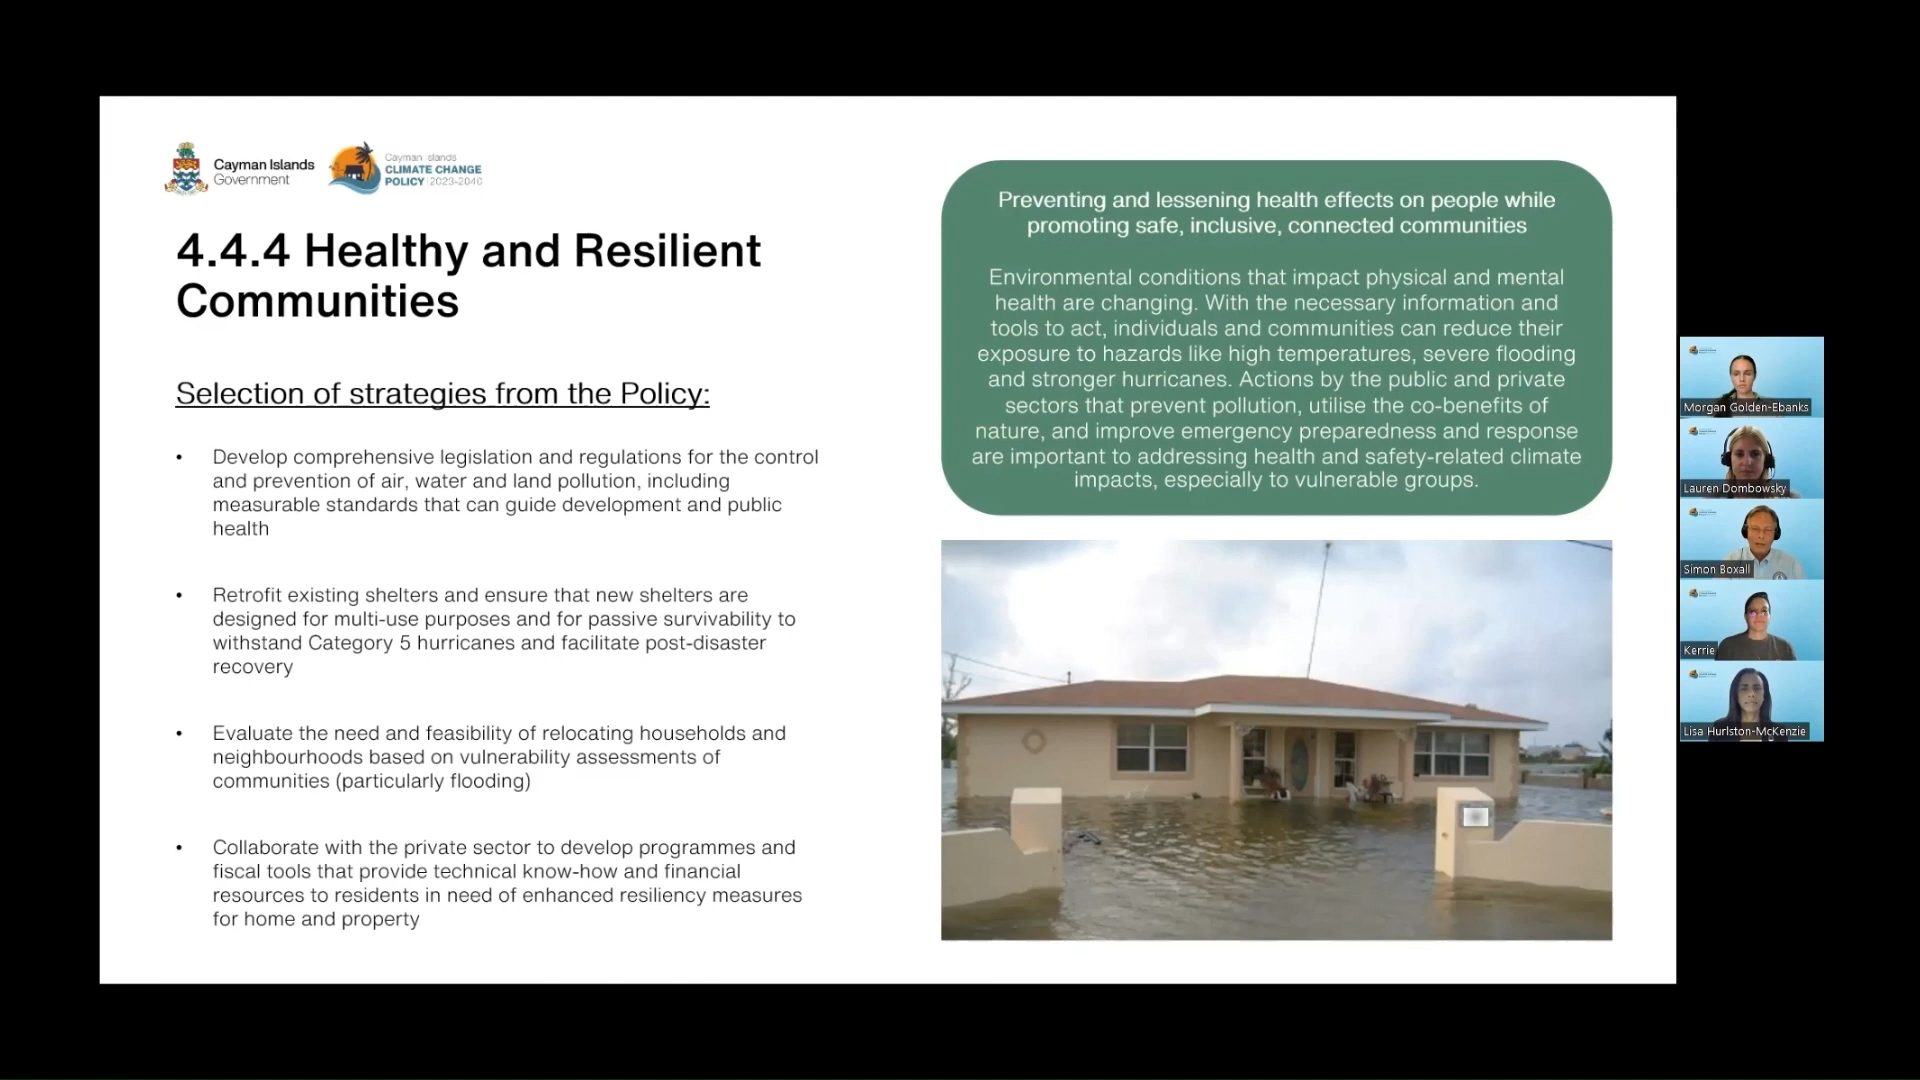 Cayman Islands
Government
Cayman Islands
CLIMATE CHANGE
POLICY | 2023-2040
4.4.4 Healthy and Resilient
Communities
Selection of strategies from the Policy:
• Develop comprehensive legislation and regulations for the control
and prevention of air, water and land pollution, including
measurable standards that can guide development and public
health
• Retrofit existing shelters and ensure that new shelters are
designed for multi-use purposes and for passive survivability to
withstand Category 5 hurricanes and facilitate post-disaster
recovery
• Evaluate the need and feasibility of relocating households and
neighbourhoods based on vulnerability assessments of
communities (particularly flooding)
• Collaborate with the private sector to develop programmes and
fiscal tools that provide technical know-how and financial
resources to residents in need of enhanced resiliency measures
for home and property
Preventing and lessening health effects on people while
promoting safe, inclusive, connected communities
Environmental conditions that impact physical and mental
health are changing. With the necessary information and
tools to act, individuals and communities can reduce their
exposure to hazards like high temperatures, severe flooding
and stronger hurricanes. Actions by the public and private
sectors that prevent pollution, utilise the co-benefits of
nature, and improve emergency preparedness and response
are important to addressing health and safety-related climate
impacts, especially to vulnerable groups.
Morgan Golden-Ebanks
Lauren Dombowsky
Simon Boxall
Kerrie
Lisa Hurlston-McKenzie